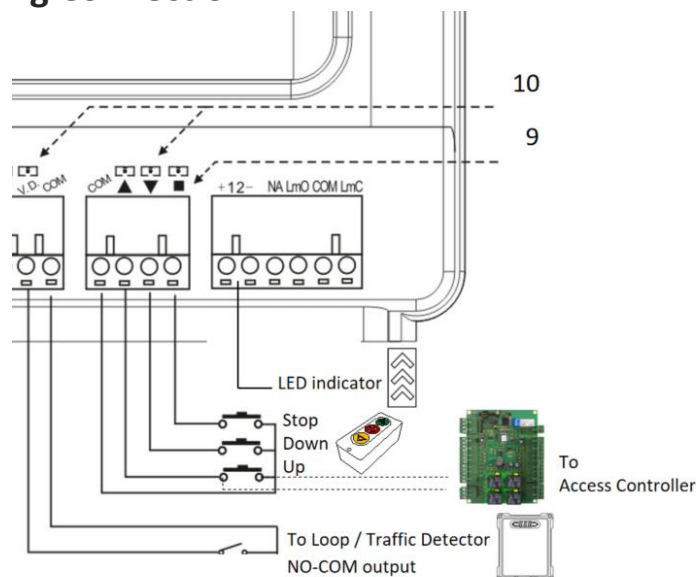 10
9
V.D. COM
COM ▲ ▼ ■
+12- NA LmO COM LmC
LED indicator
Stop
Down
Up
To
Access Controller
To Loop / Traffic Detector
NO-COM output